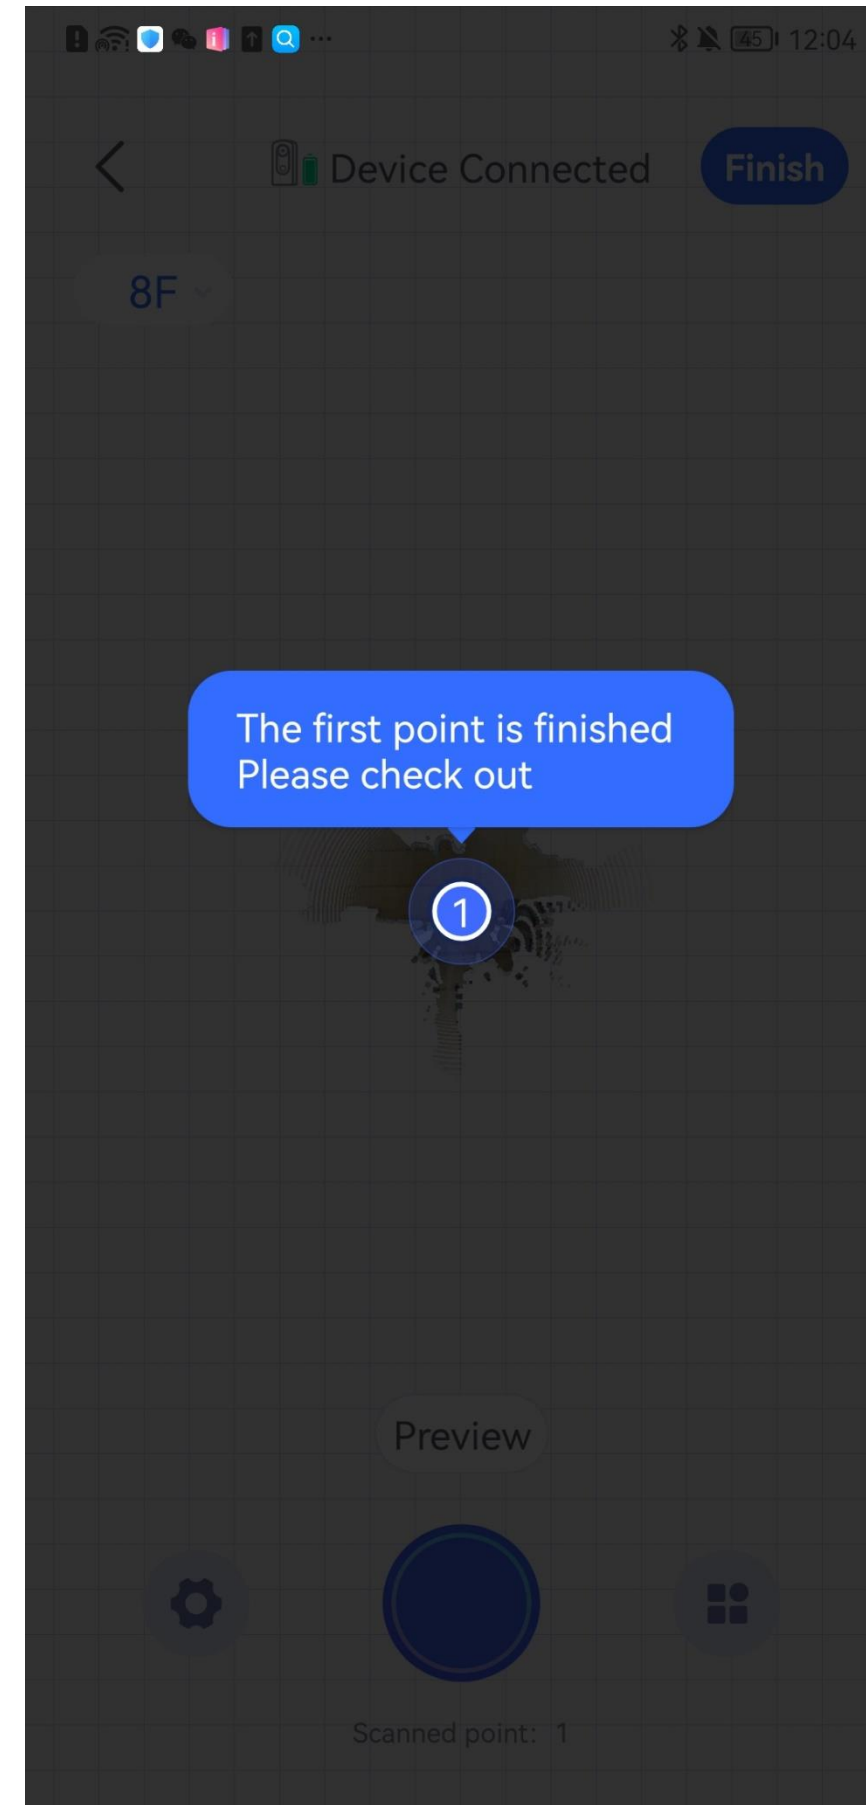 45 12:04
Device Connected Finish
8F
The first point is finished
Please check out
1
Preview
Scanned point: 1